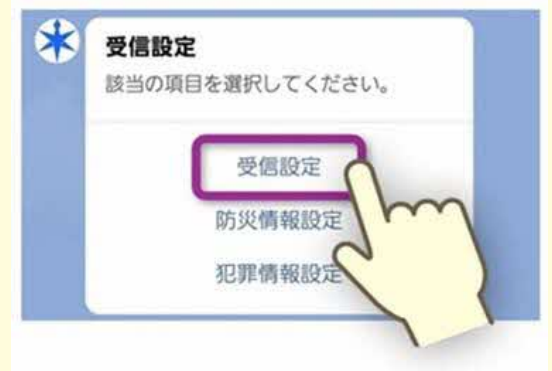 受信設定
該当の項目を選択してください。
受信設定
防災情報設定
犯罪情報設定